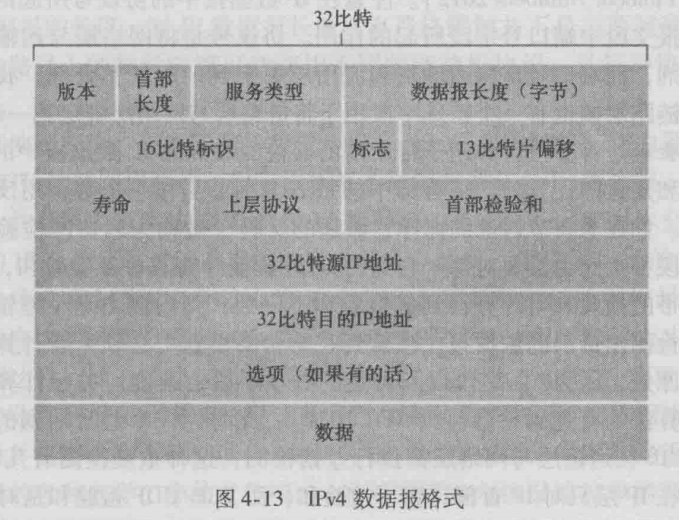 32比特
版本 首部长度 服务类型 数据报长度（字节）
16比特标识 标志 13比特片偏移
寿命 上层协议 首部检验和
32比特源IP地址
32比特目的IP地址
选项（如果有的话）
数据
图 4-13 IPv4 数据报格式